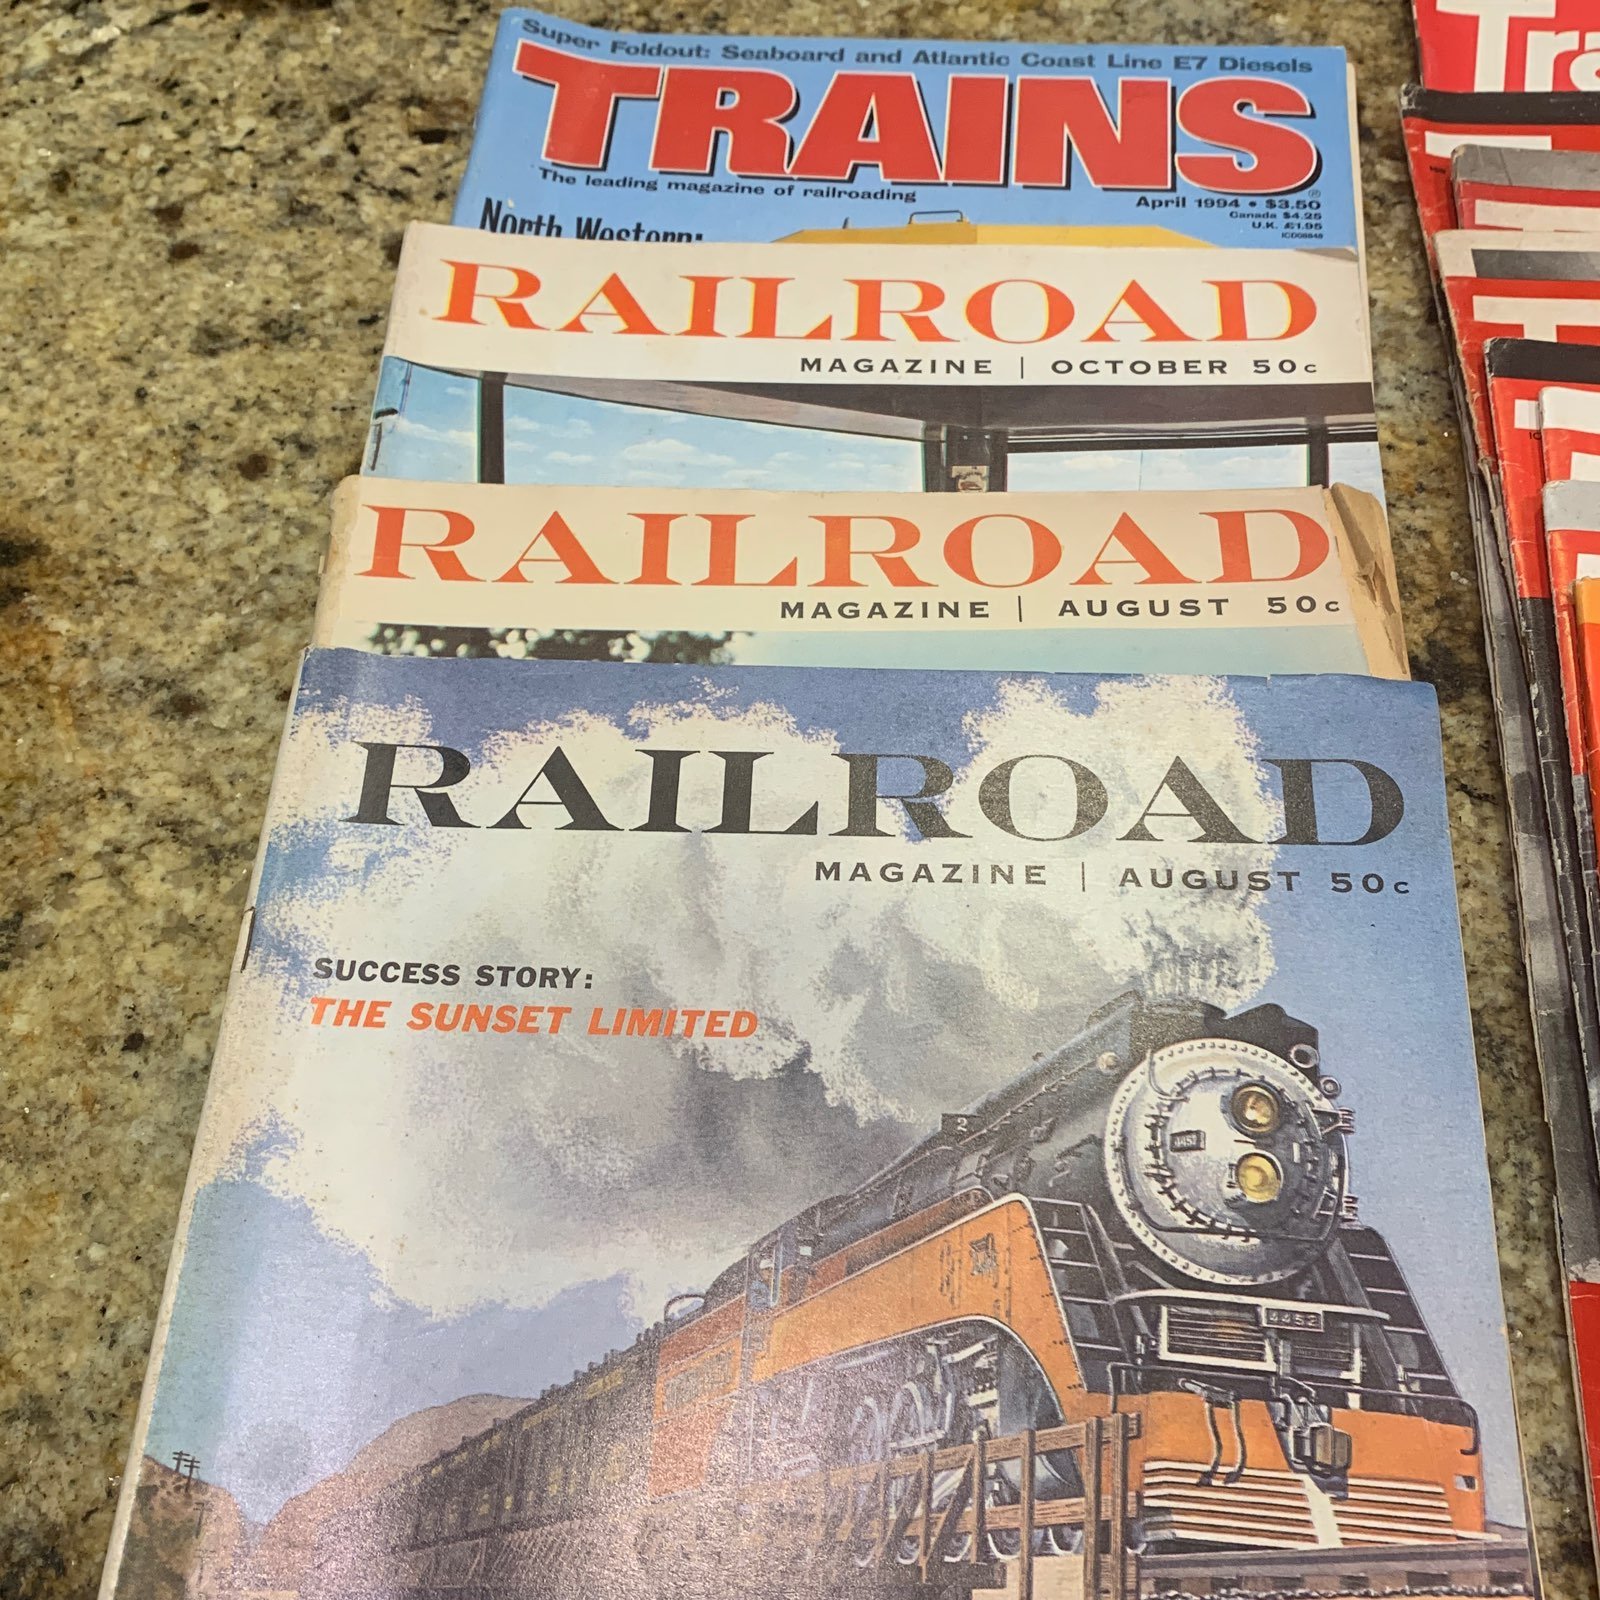 Super Foldout: Seaboard and Atlantic Coast Line E7 Diesels
TRAINS
The leading magazine of railroading
April 1994 • $3.50
Canada $4.25
U.K. £1.95
North Western:
RAILROAD
MAGAZINE | OCTOBER 50c
RAILROAD
MAGAZINE | AUGUST 50c
RAILROAD
MAGAZINE | AUGUST 50c
SUCCESS STORY:
THE SUNSET LIMITED
2
4452
Tra